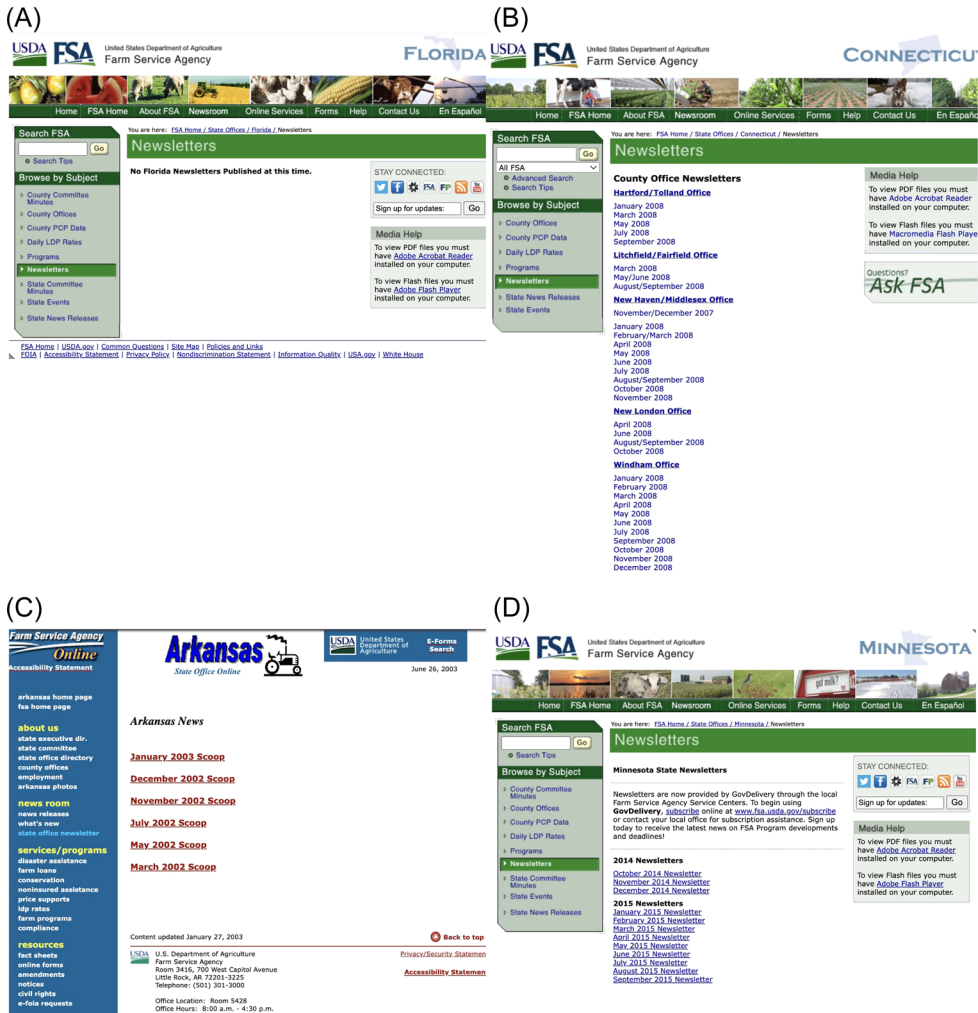 (A)
USDA FSA United States Department of Agriculture
Farm Service Agency
FLORIDA
Home FSA Home About FSA Newsroom Online Services Forms Help Contact Us En Español
Search FSA
Go
Search Tips
Browse by Subject
County Committee
Minutes
County Offices
County PCP Data
Daily LDP Rates
Programs
Newsletters
State Committee
Minutes
State Events
State News Releases
You are here: FSA Home / State Offices / Florida / Newsletters
Newsletters
No Florida Newsletters Published at this time.
STAY CONNECTED:
FSA FP You Tube
Sign up for updates: Go
Media Help
To view PDF files you must
have Adobe Acrobat Reader
installed on your computer.
To view Flash files you must
have Adobe Flash Player
installed on your computer.
FSA Home | USDA.gov | Common Questions | Site Map | Policies and Links
FOIA | Accessibility Statement | Privacy Policy | Nondiscrimination Statement | Information Quality | USA.gov | White House
(B)
USDA FSA United States Department of Agriculture
Farm Service Agency
CONNECTICU
Home FSA Home About FSA Newsroom Online Services Forms Help Contact Us En Españo
Search FSA
Go
All FSA
Advanced Search
Search Tips
Browse by Subject
County Offices
County PCP Data
Daily LDP Rates
Programs
Newsletters
State News Releases
State Events
You are here: FSA Home / State Offices / Connecticut / Newsletters
Newsletters
County Office Newsletters
Hartford/Tolland Office
January 2008
March 2008
May 2008
July 2008
September 2008
Litchfield/Fairfield Office
March 2008
May/June 2008
August/September 2008
New Haven/Middlesex Office
November/December 2007
January 2008
February/March 2008
April 2008
May 2008
June 2008
July 2008
August/September 2008
October 2008
November 2008
New London Office
April 2008
June 2008
August/September 2008
October 2008
Windham Office
January 2008
February 2008
March 2008
April 2008
May 2008
June 2008
July 2008
September 2008
October 2008
November 2008
December 2008
Media Help
To view PDF files you must
have Adobe Acrobat Reader
installed on your computer.
To view Flash files you must
have Macromedia Flash Playe
installed on your computer.
Questions?
Ask FSA
(C)
Farm Service Agency
Online
Accessibility Statement
arkansas home page
fsa home page
about us
state executive dir.
state committee
state office directory
county offices
employment
arkansas photos
news room
news releases
what's new
state office newsletter
services/programs
disaster assistance
farm loans
conservation
noninsured assistance
price supports
ldp rates
farm programs
compliance
resources
fact sheets
online forms
amendments
notices
civil rights
e-foia requests
Arkansas
State Office Online
USDA United States
Department of
Agriculture
E-Forms
Search
June 26, 2003
Arkansas News
January 2003 Scoop
December 2002 Scoop
November 2002 Scoop
July 2002 Scoop
May 2002 Scoop
March 2002 Scoop
Content updated January 27, 2003
Back to top
USDA U.S. Department of Agriculture
Farm Service Agency
Room 3416, 700 West Capitol Avenue
Little Rock, AR 72201-3225
Telephone: (501) 301-3000
Office Location: Room 5428
Office Hours: 8:00 a.m. - 4:30 p.m.
Privacy/Security Statemen
Accessibility Statemen
(D)
USDA FSA United States Department of Agriculture
Farm Service Agency
MINNESOTA
got milk?
Home FSA Home About FSA Newsroom Online Services Forms Help Contact Us En Español
Search FSA
Go
Search Tips
Browse by Subject
County Committee
Minutes
County Offices
County PCP Data
Daily LDP Rates
Programs
Newsletters
State Committee
Minutes
State Events
State News Releases
You are here: FSA Home / State Offices / Minnesota / Newsletters
Newsletters
Minnesota State Newsletters
Newsletters are now provided by GovDelivery through the local
Farm Service Agency Service Centers. To begin using
GovDelivery, subscribe online at www.fsa.usda.gov/subscribe
or contact your local office for subscription assistance. Sign up
today to receive the latest news on FSA Program developments
and deadlines!
2014 Newsletters
October 2014 Newsletter
November 2014 Newsletter
December 2014 Newsletter
2015 Newsletters
January 2015 Newsletter
February 2015 Newsletter
March 2015 Newsletter
April 2015 Newsletter
May 2015 Newsletter
June 2015 Newsletter
July 2015 Newsletter
August 2015 Newsletter
September 2015 Newsletter
STAY CONNECTED:
FSA FP You Tube
Sign up for updates: Go
Media Help
To view PDF files you must
have Adobe Acrobat Reader
installed on your computer.
To view Flash files you must
have Adobe Flash Player
installed on your computer.